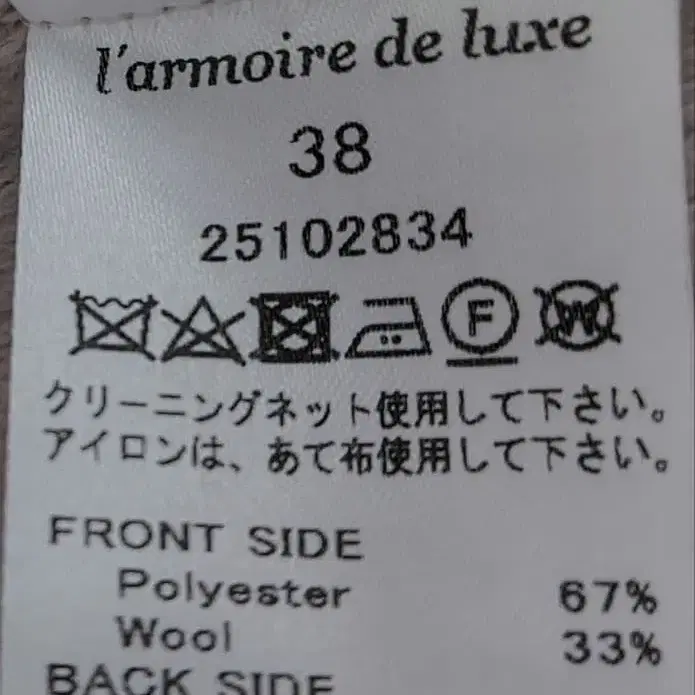 l'armoire de luxe
38
25102834
F W
クリーニングネット使用して下さい。
アイロンは、あて布使用して下さい。
FRONT SIDE
Polyester 67%
Wool 33%
BACK SIDE